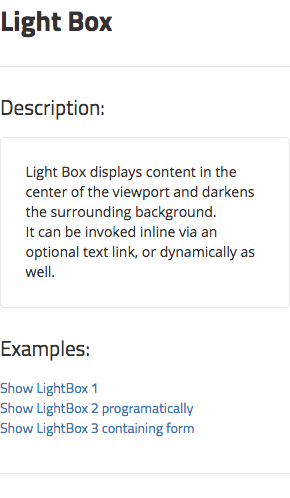 Light Box
Description:
Light Box displays content in the
center of the viewport and darkens
the surrounding background.
It can be invoked inline via an
optional text link, or dynamically as
well.
Examples:
Show LightBox 1
Show LightBox 2 programatically
Show LightBox 3 containing form